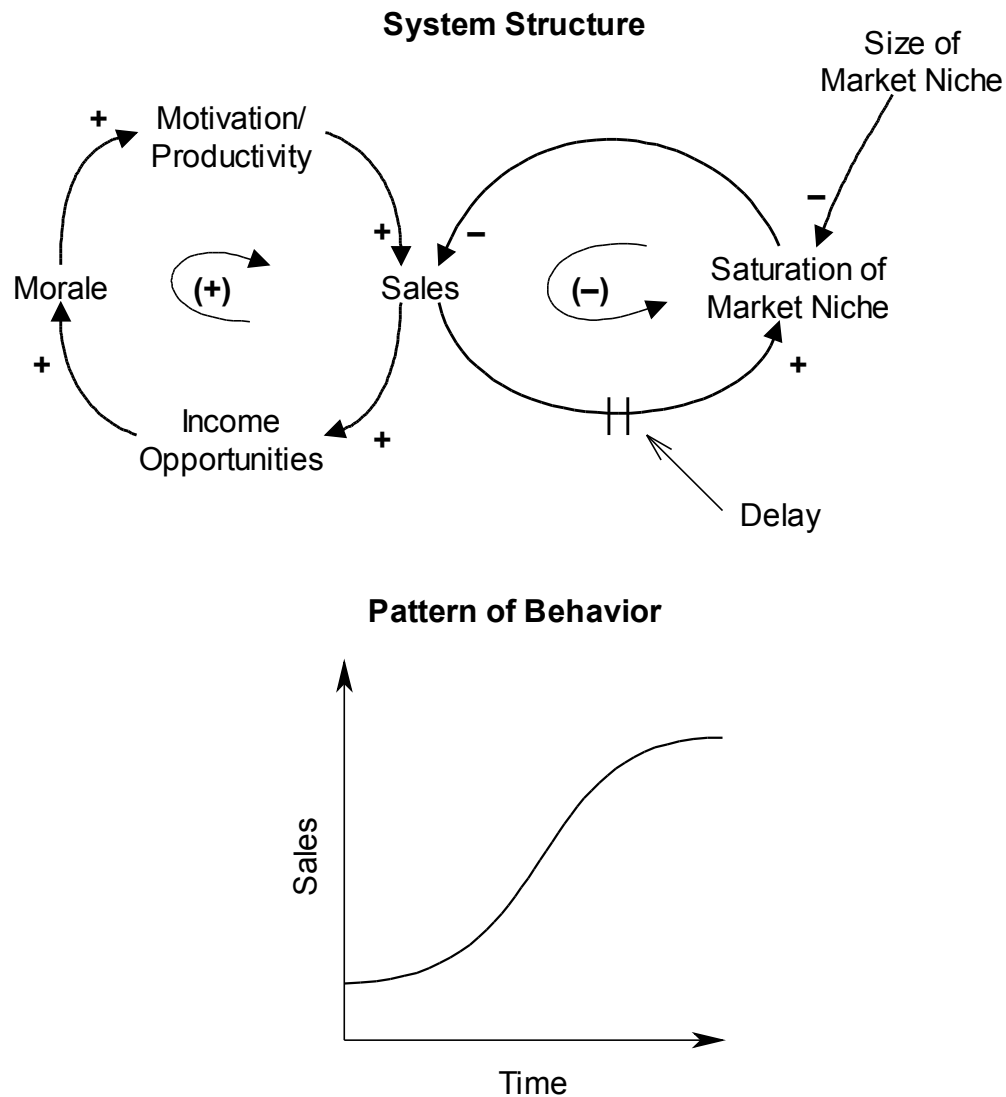 System Structure
Size of
Market Niche
+
Motivation/
Productivity
–
+
–
Morale
(+)
Sales
(–)
Saturation of
Market Niche
+
+
Income
Opportunities
+
Delay
Pattern of Behavior
Sales
Time